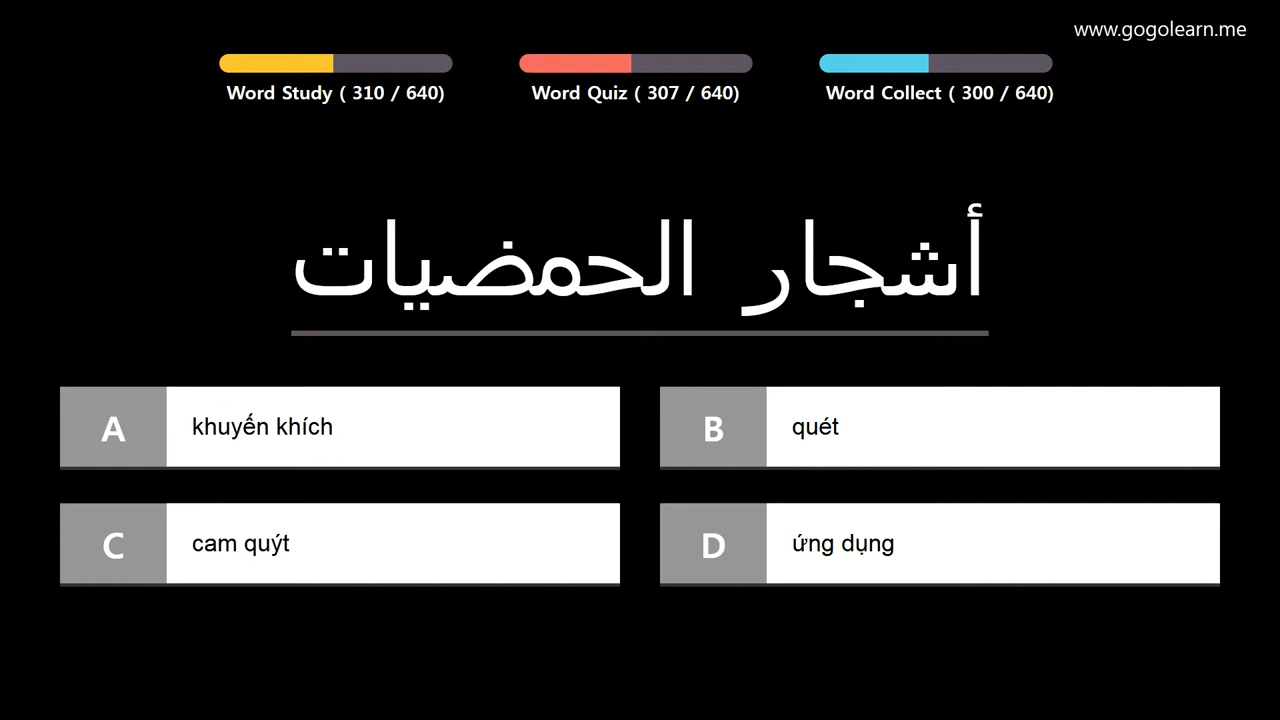 www.gogolearn.me
Word Study ( 310 / 640)
Word Quiz ( 307 / 640)
Word Collect ( 300 / 640)
أشجار الحمضيات
A khuyến khích
B quét
C cam quýt
D ứng dụng